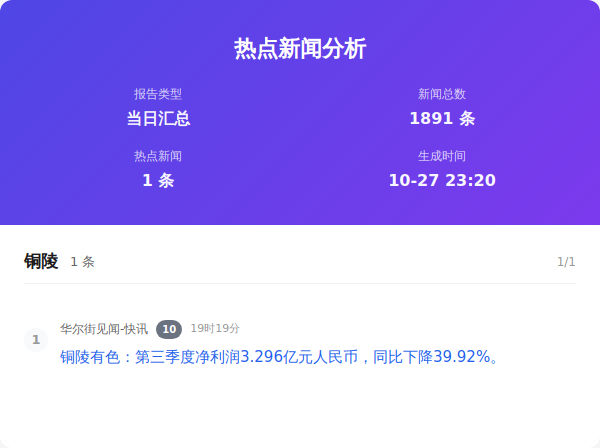 热点新闻分析
报告类型
新闻总数
当日汇总
1891 条
热点新闻
生成时间
1 条
10-27 23:20
铜陵 1 条 1/1
1 华尔街见闻-快讯 10 19时19分
铜陵有色：第三季度净利润3.296亿元人民币，同比下降39.92%。